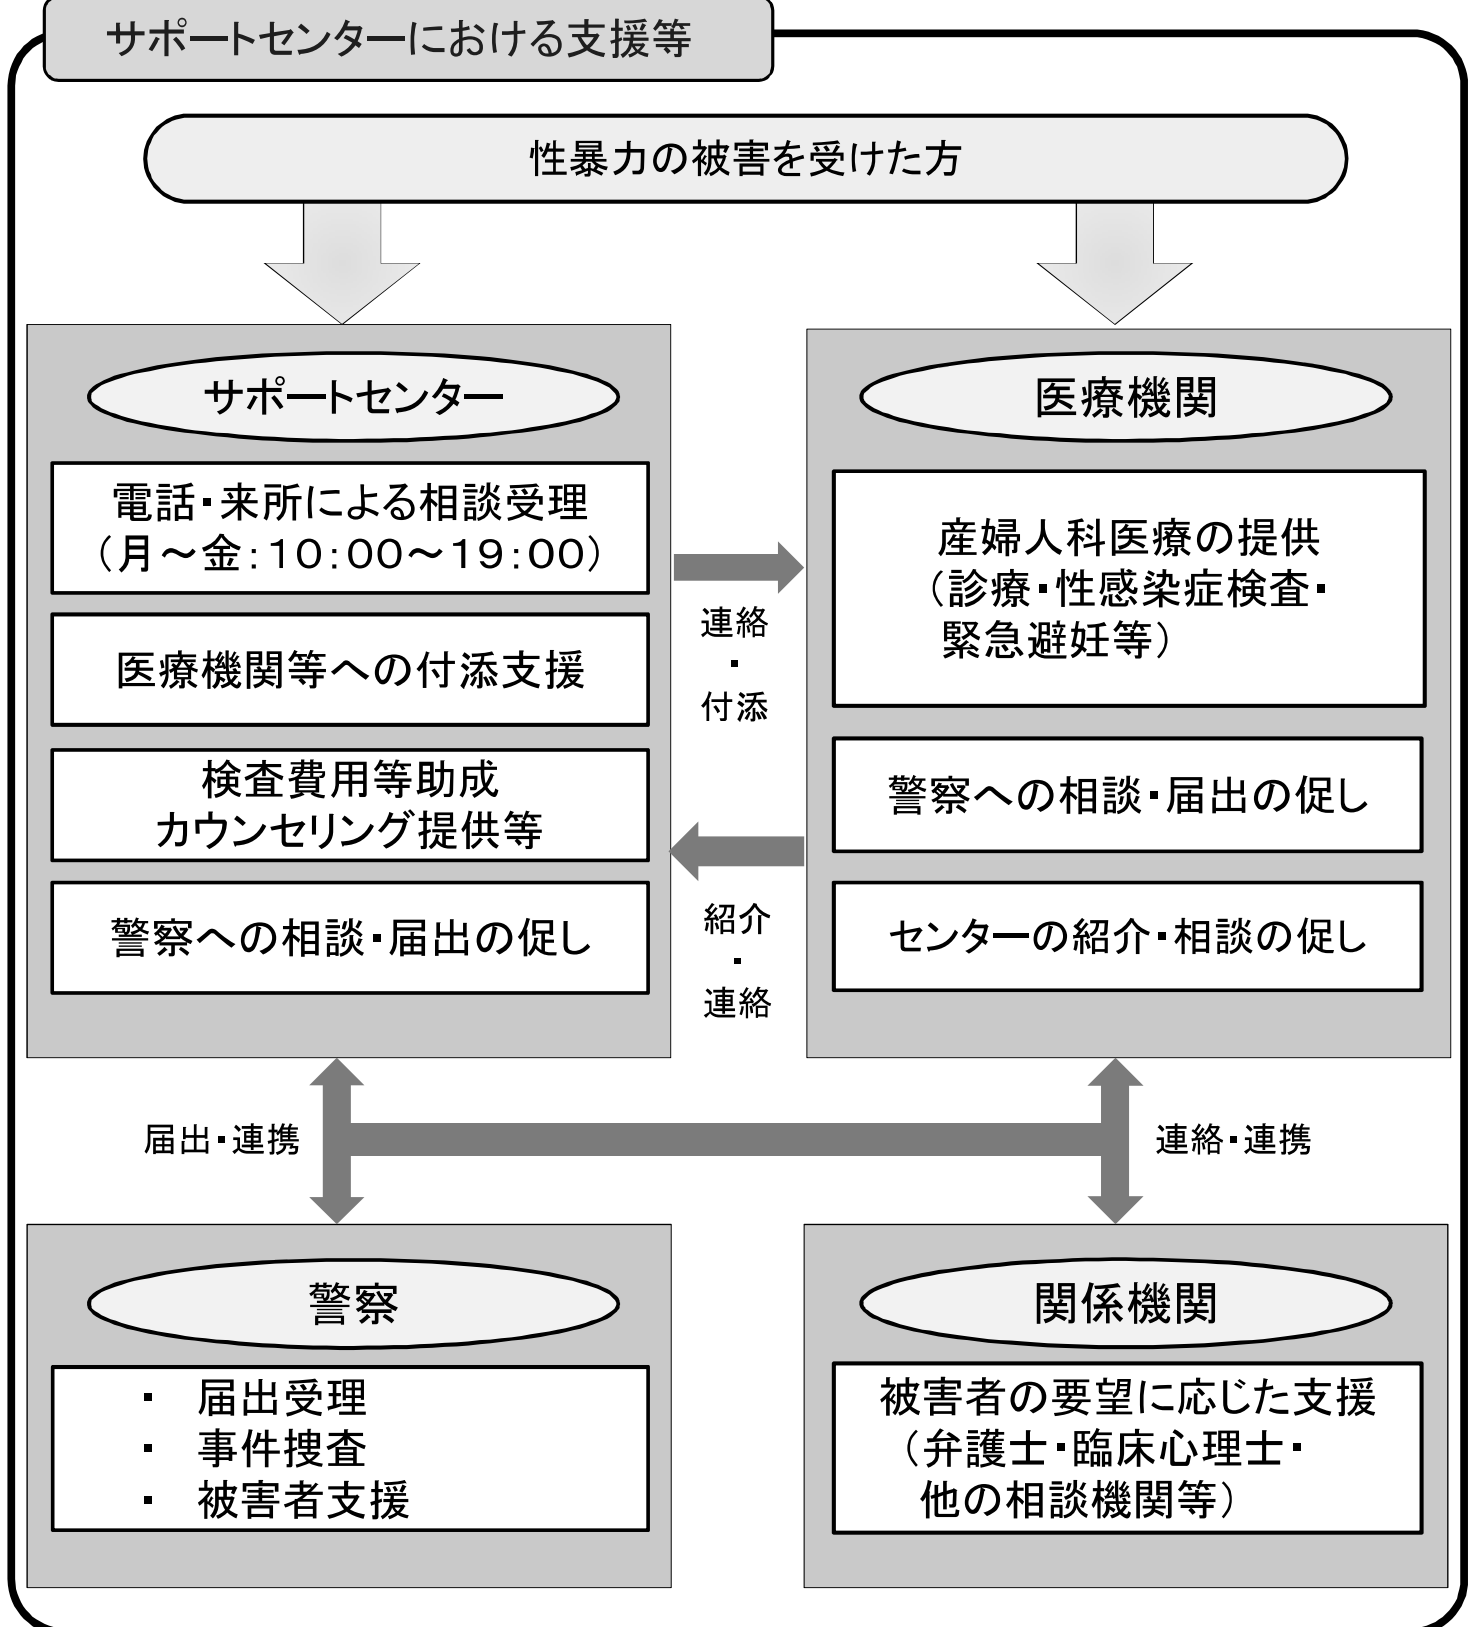 サポートセンターにおける支援等
性暴力の被害を受けた方
サポートセンター
電話・来所による相談受理
（月～金：１０：００～１９：００）
医療機関等への付添支援
検査費用等助成
カウンセリング提供等
警察への相談・届出の促し
連絡
・
付添
紹介
・
連絡
医療機関
産婦人科医療の提供
（診療・性感染症検査・
緊急避妊等）
警察への相談・届出の促し
センターの紹介・相談の促し
届出・連携
連絡・連携
警察
・ 届出受理
・ 事件捜査
・ 被害者支援
関係機関
被害者の要望に応じた支援
（弁護士・臨床心理士・
他の相談機関等）